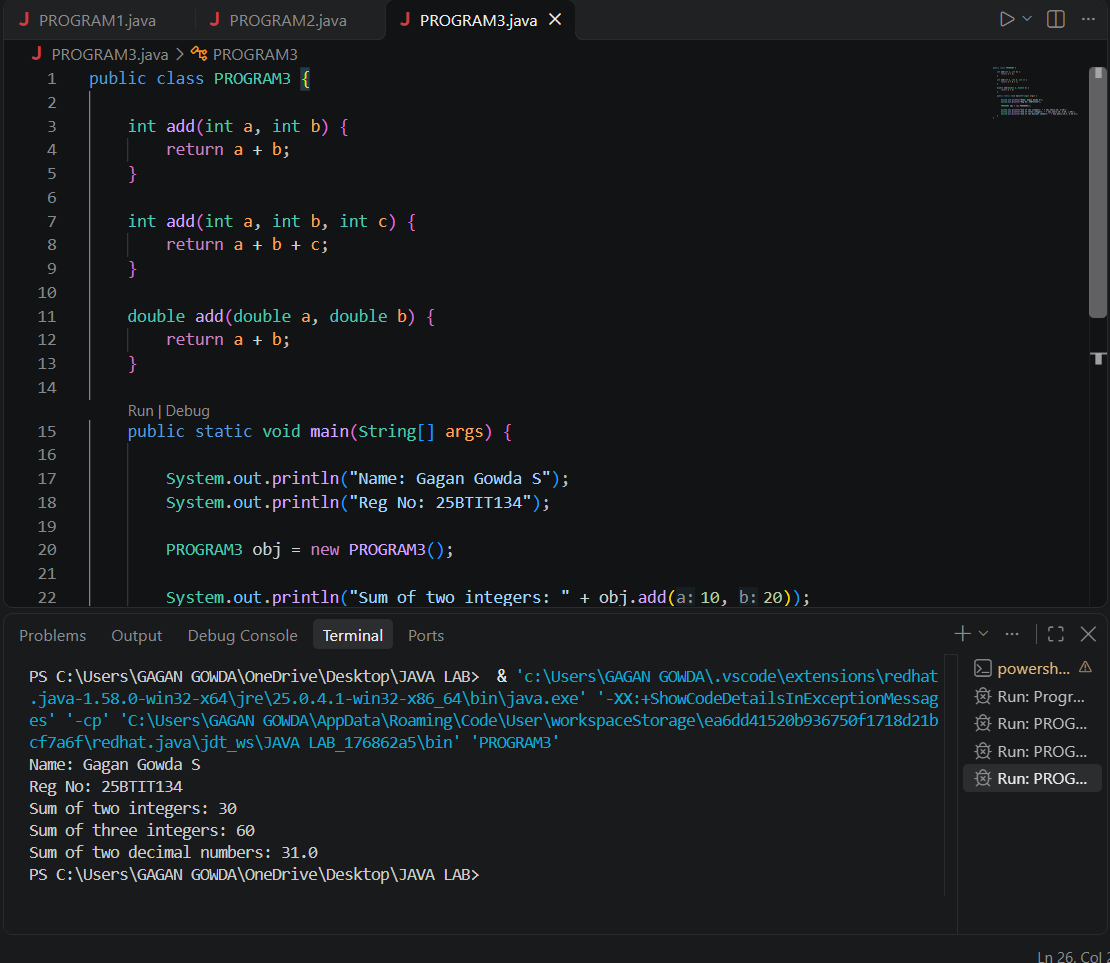 PROGRAM1.java PROGRAM2.java PROGRAM3.java
PROGRAM3.java > PROGRAM3
1 public class PROGRAM3 {
2
3 int add(int a, int b) {
4 return a + b;
5 }
6
7 int add(int a, int b, int c) {
8 return a + b + c;
9 }
10
11 double add(double a, double b) {
12 return a + b;
13 }
14
Run | Debug
15 public static void main(String[] args) {
16
17 System.out.println("Name: Gagan Gowda S");
18 System.out.println("Reg No: 25BTIT134");
19
20 PROGRAM3 obj = new PROGRAM3();
21
22 System.out.println("Sum of two integers: " + obj.add(a: 10, b: 20));
Problems Output Debug Console Terminal Ports
PS C:\Users\GAGAN GOWDA\OneDrive\Desktop\JAVA LAB>  & 'c:\Users\GAGAN GOWDA\.vscode\extensions\redhat
.java-1.58.0-win32-x64\jre\25.0.4.1-win32-x86_64\bin\java.exe' '-XX:+ShowCodeDetailsInExceptionMessag
es' '-cp' 'C:\Users\GAGAN GOWDA\AppData\Roaming\Code\User\workspaceStorage\ea6dd41520b936750f1718d21b
cf7a6f\redhat.java\jdt_ws\JAVA LAB_176862a5\bin' 'PROGRAM3'
Name: Gagan Gowda S
Reg No: 25BTIT134
Sum of two integers: 30
Sum of three integers: 60
Sum of two decimal numbers: 31.0
PS C:\Users\GAGAN GOWDA\OneDrive\Desktop\JAVA LAB>
powersh...
Run: Progr...
Run: PROG...
Run: PROG...
Run: PROG...
Ln 26, Col